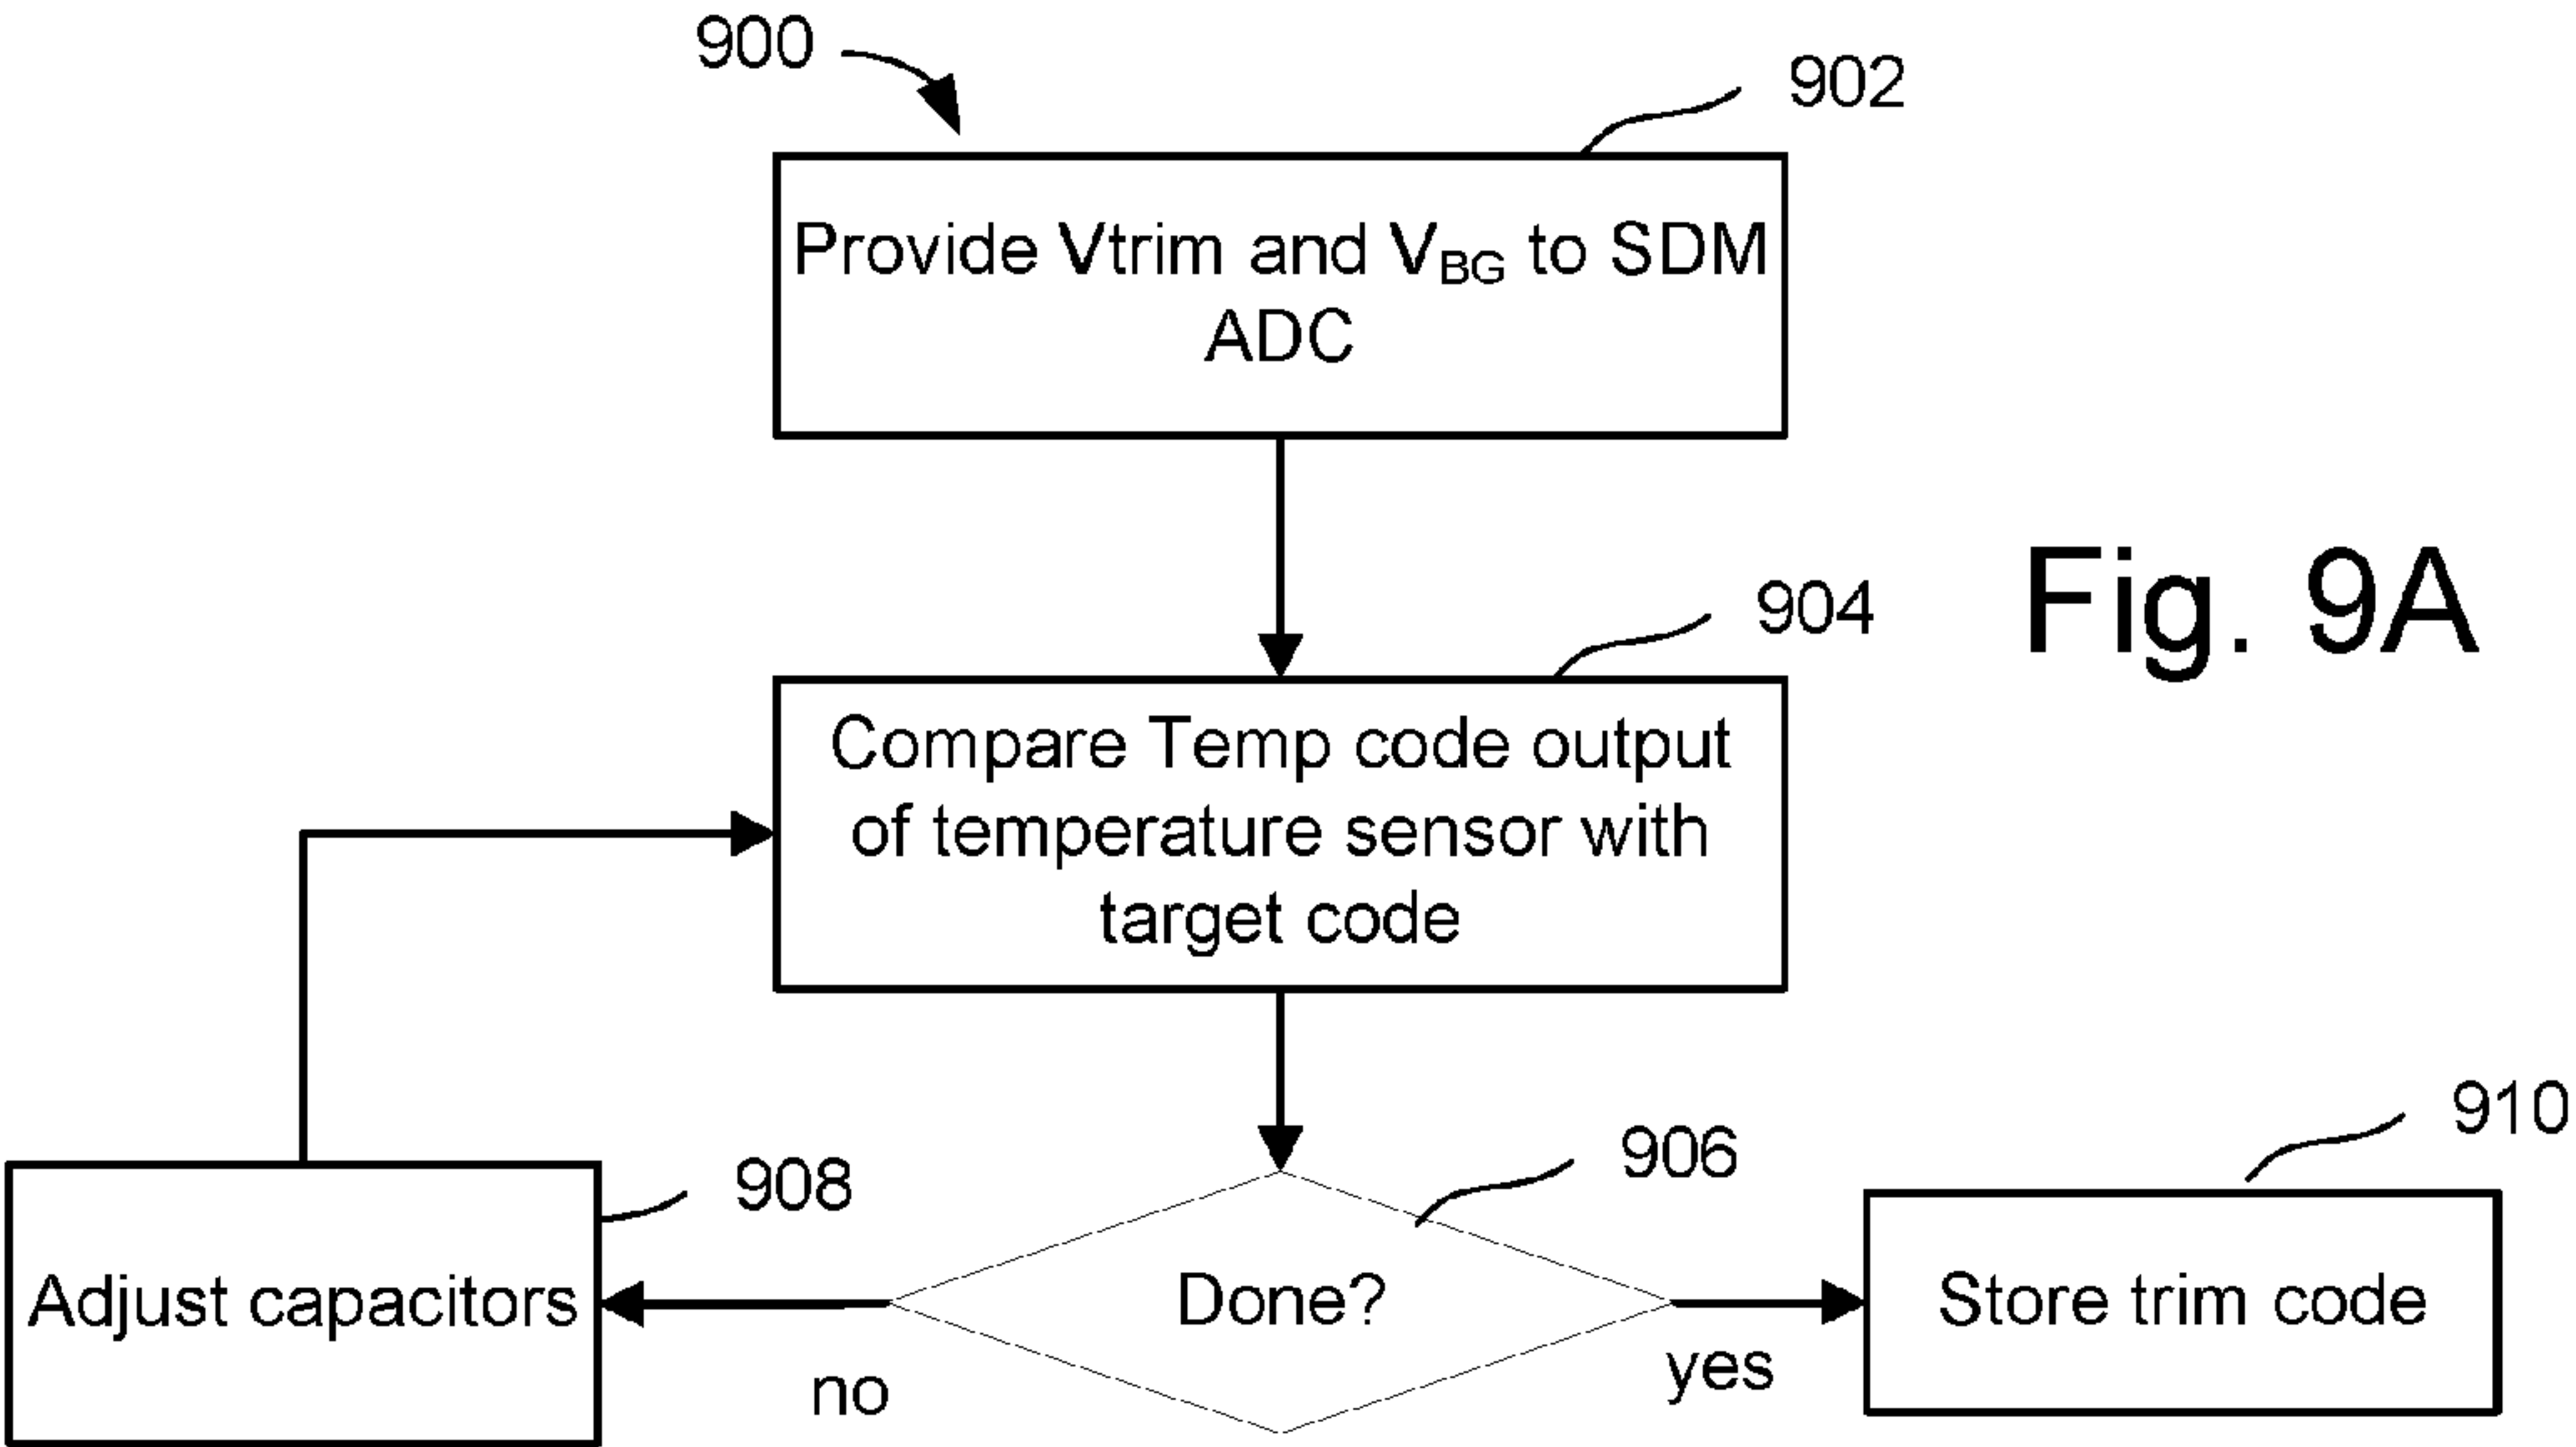 900
902
Provide Vtrim and VBG to SDM
ADC
904
Fig. 9A
Compare Temp code output
of temperature sensor with
target code
906
908
910
Adjust capacitors
Done?
Store trim code
no
yes